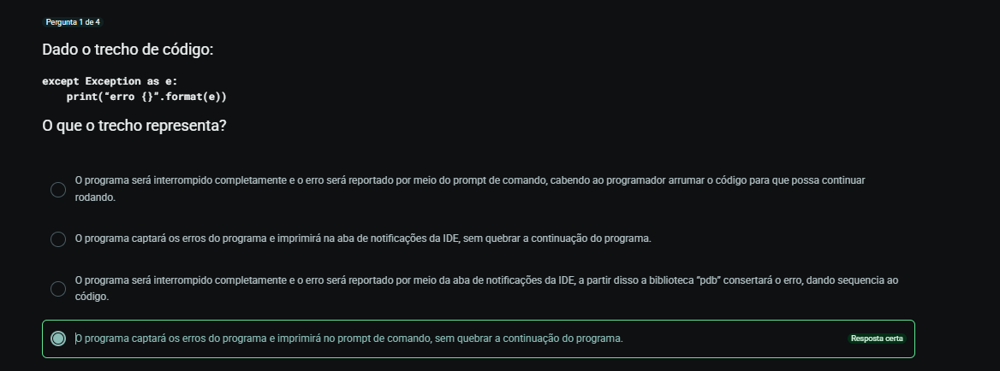 Pergunta 1 de 4
Dado o trecho de código:
except Exception as e:
    print(“erro {}”.format(e))
O que o trecho representa?
O programa será interrompido completamente e o erro será reportado por meio do prompt de comando, cabendo ao programador arrumar o código para que possa continuar
rodando.
O programa captará os erros do programa e imprimirá na aba de notificações da IDE, sem quebrar a continuação do programa.
O programa será interrompido completamente e o erro será reportado por meio da aba de notificações da IDE, a partir disso a biblioteca “pdb” consertará o erro, dando sequencia ao
código.
O programa captará os erros do programa e imprimirá no prompt de comando, sem quebrar a continuação do programa.
Resposta certa